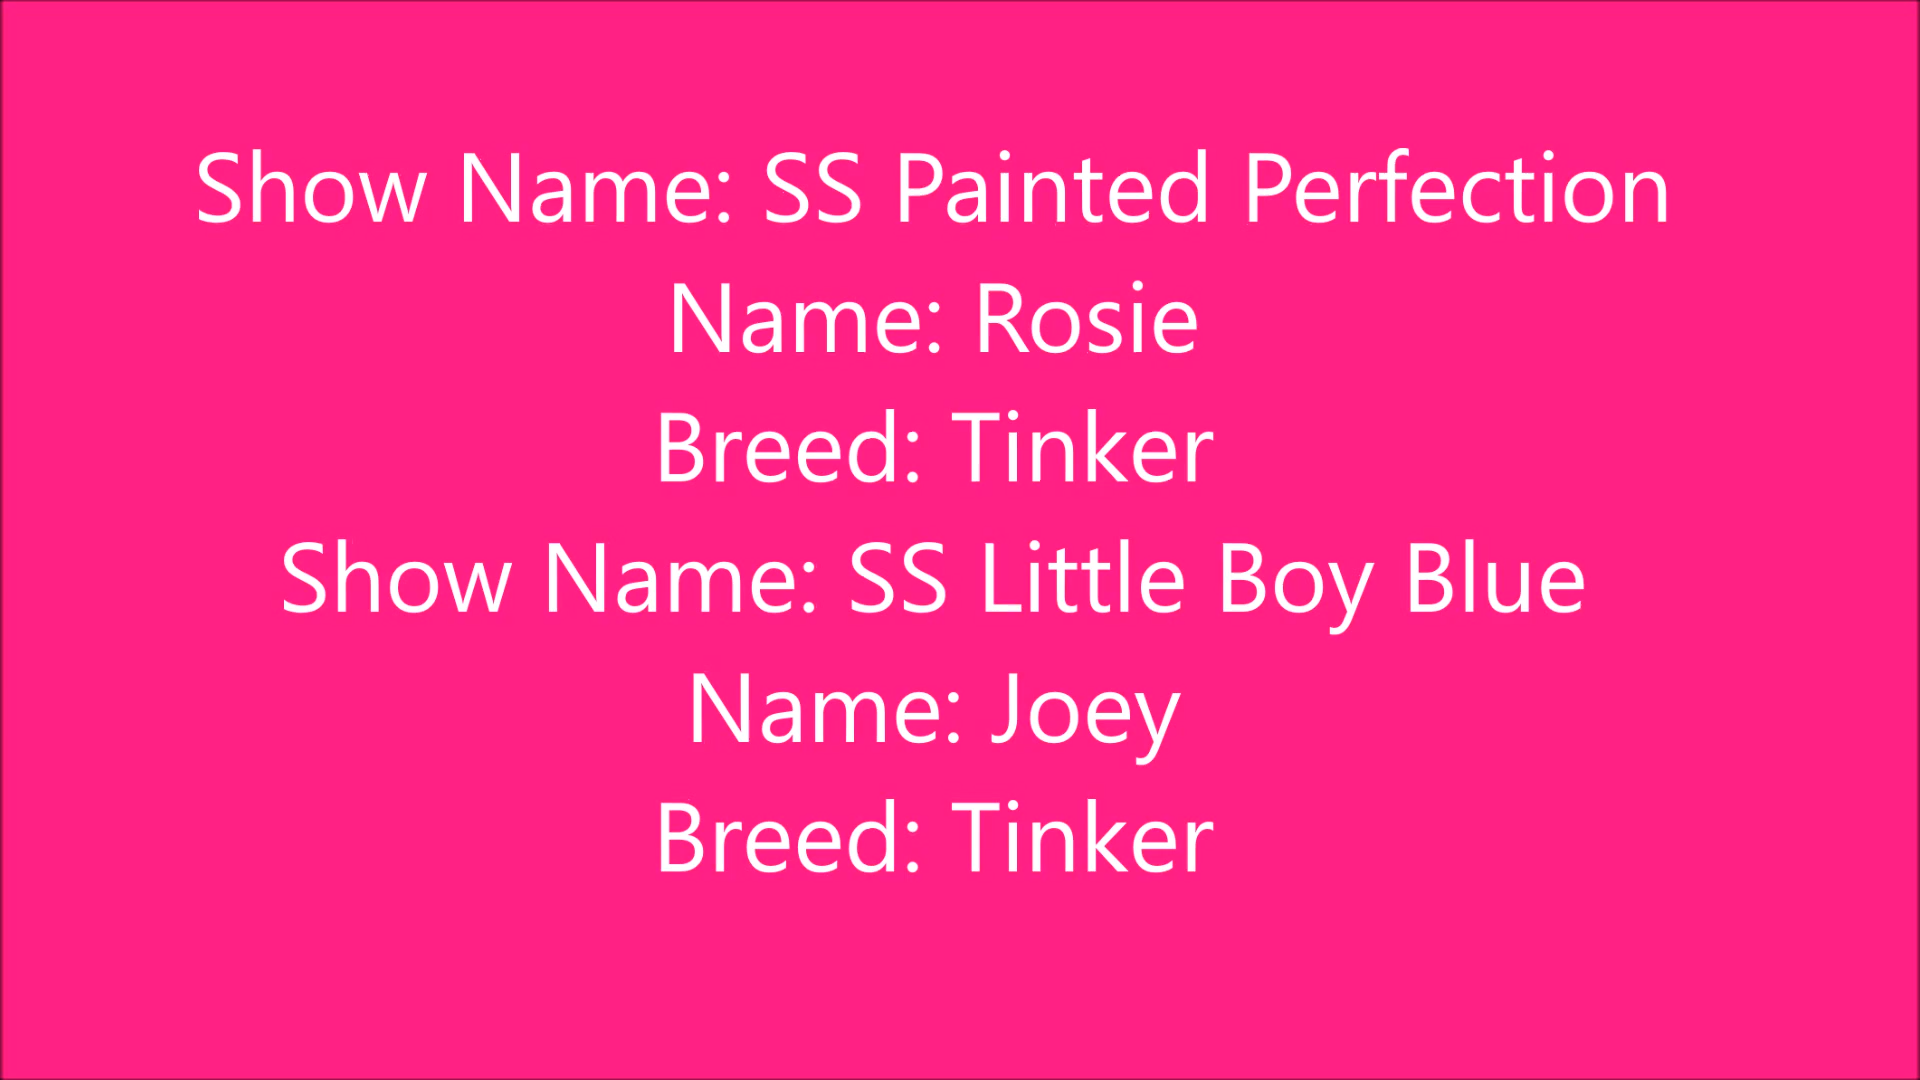 Show Name: SS Painted Perfection
Name: Rosie
Breed: Tinker
Show Name: SS Little Boy Blue
Name: Joey
Breed: Tinker